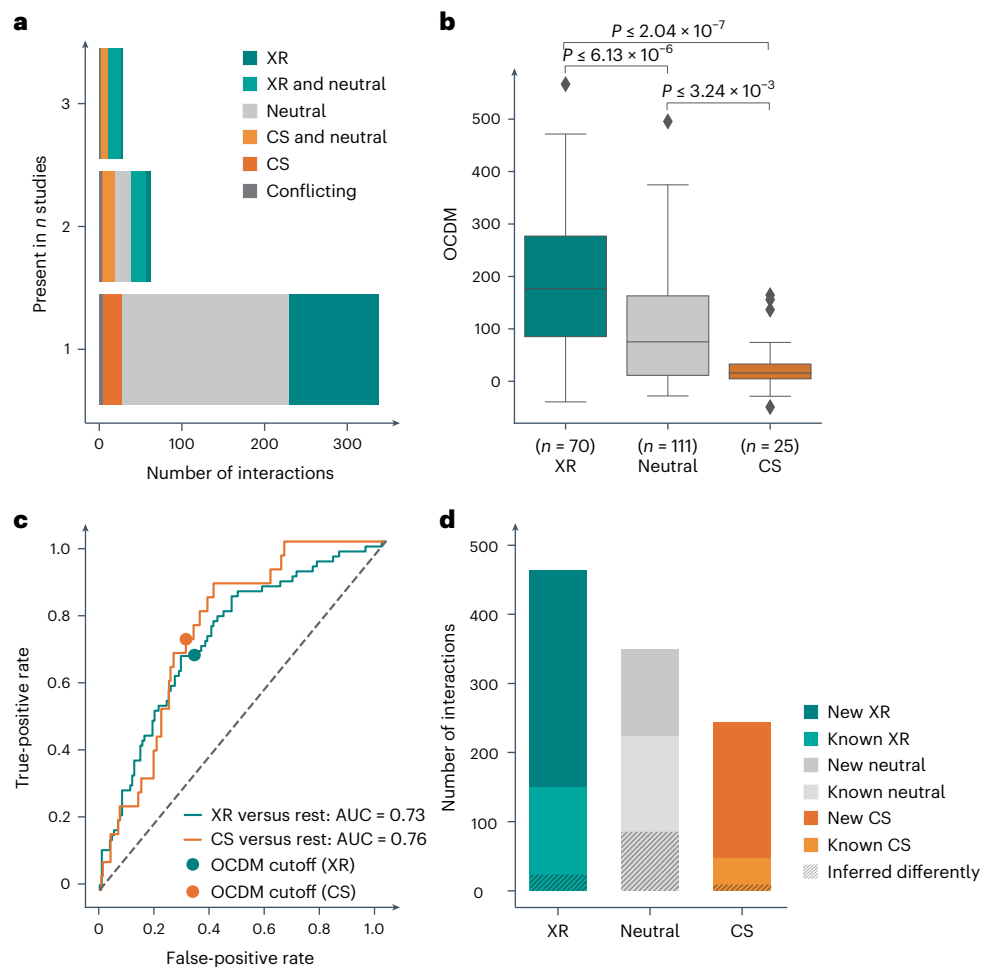 a
Present in n studies
3
2
1
0
100
200
300
Number of interactions
XR
XR and neutral
Neutral
CS and neutral
CS
Conflicting
b
P ≤ 2.04 × 10⁻⁷
P ≤ 6.13 × 10⁻⁶
P ≤ 3.24 × 10⁻³
OCDM
500
400
300
200
100
0
(n = 70)
XR
(n = 111)
Neutral
(n = 25)
CS
c
True-positive rate
1.0
0.8
0.6
0.4
0.2
0
XR versus rest: AUC = 0.73
CS versus rest: AUC = 0.76
OCDM cutoff (XR)
OCDM cutoff (CS)
0
0.2
0.4
0.6
0.8
1.0
False-positive rate
d
Number of interactions
500
400
300
200
100
0
XR
Neutral
CS
New XR
Known XR
New neutral
Known neutral
New CS
Known CS
Inferred differently